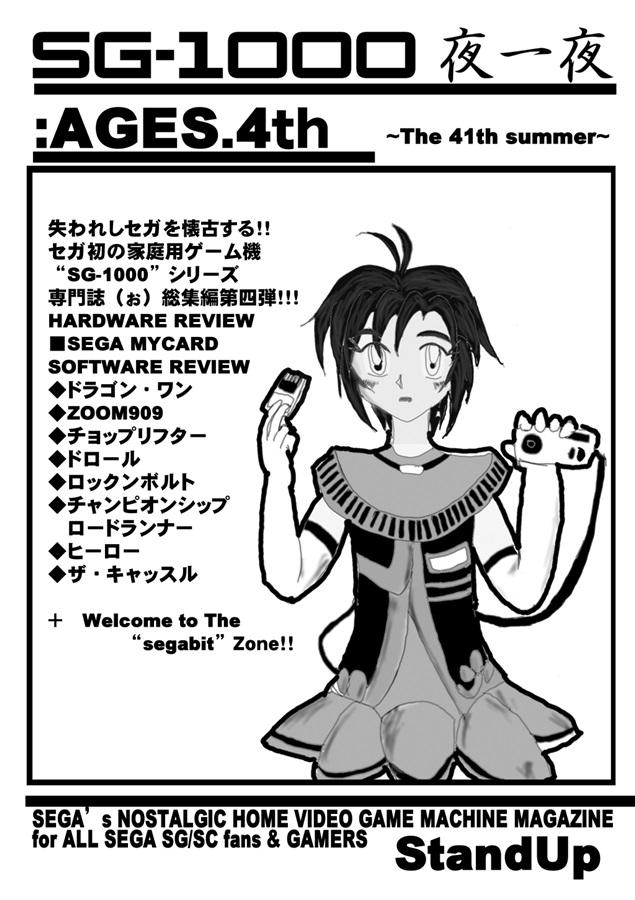 SG-1000 夜一夜
:AGES.4th
~The 41th summer~
失われしセガを懐古する!!
セガ初の家庭用ゲーム機
“SG-1000”シリーズ
専門誌（ぉ）総集編第四弾!!!
HARDWARE REVIEW
■SEGA MYCARD
SOFTWARE REVIEW
◆ドラゴン・ワン
◆ZOOM909
◆チョップリフター
◆ドロール
◆ロックンボルト
◆チャンピオンシップ
ロードランナー
◆ヒーロー
◆ザ・キャッスル
＋ Welcome to The
“segabit” Zone!!
SEGA’s NOSTALGIC HOME VIDEO GAME MACHINE MAGAZINE
for ALL SEGA SG/SC fans & GAMERS
StandUp